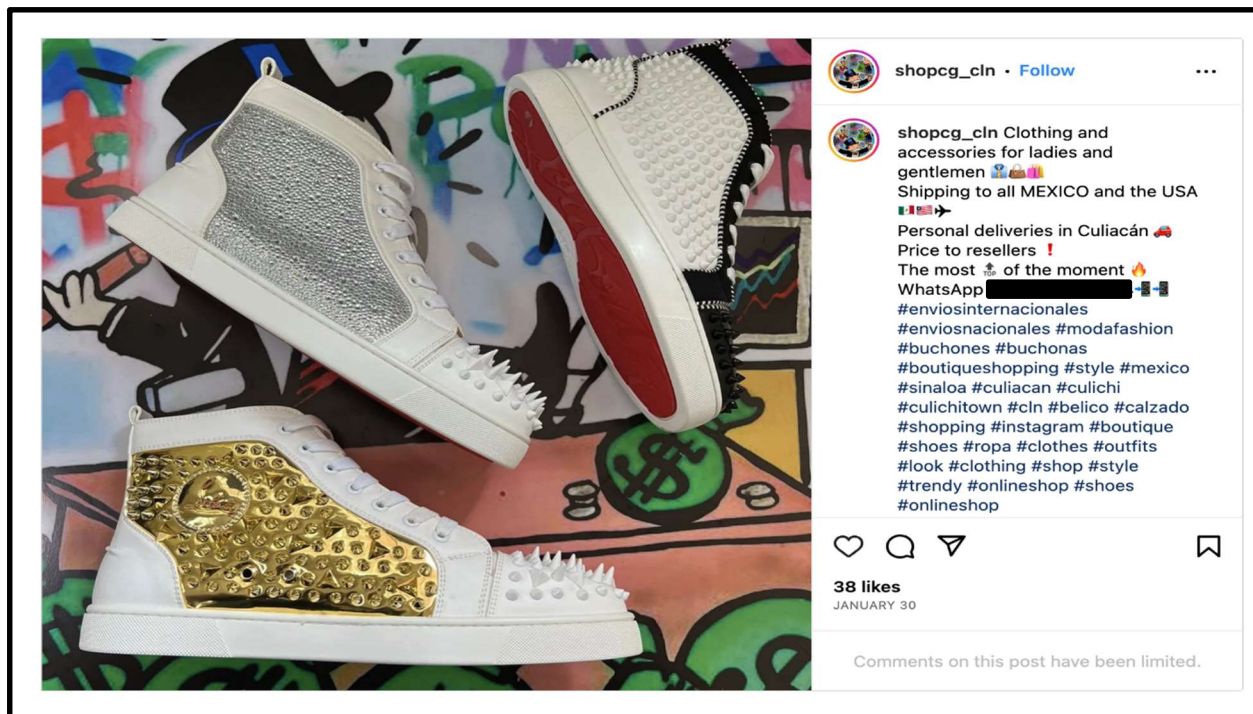 shopcg_cln • Follow
shopcg_cln Clothing and
accessories for ladies and
gentlemen 👔👜🛍️
Shipping to all MEXICO and the USA
🇲🇽🇺🇸✈
Personal deliveries in Culiacán 🚗
Price to resellers ❗
The most 🔝 of the moment 🔥
WhatsApp 📲📲
#enviosinternacionales
#enviosnacionales #modafashion
#buchones #buchonas
#boutiqueshopping #style #mexico
#sinaloa #culiacan #culichi
#culichitown #cln #belico #calzado
#shopping #instagram #boutique
#shoes #ropa #clothes #outfits
#look #clothing #shop #style
#trendy #onlineshop #shoes
#onlineshop
38 likes
JANUARY 30
Comments on this post have been limited.